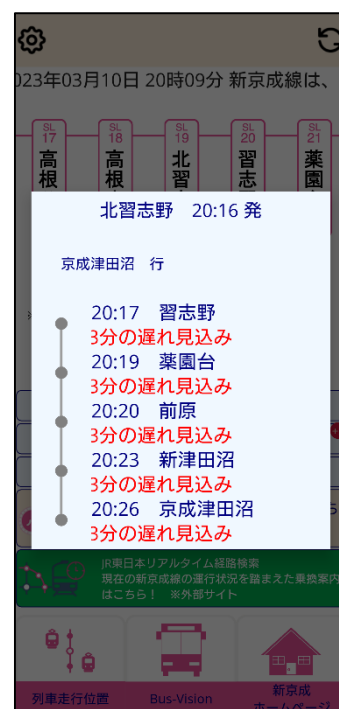 023年03月10日 20時09分 新京成線は、
SL
17
高根
SL
18
高根
SL
19
北習
SL
20
習志
SL
21
薬園
北習志野 20:16 発
京成津田沼 行
20:17 習志野
3分の遅れ見込み
20:19 薬園台
3分の遅れ見込み
20:20 前原
3分の遅れ見込み
20:23 新津田沼
3分の遅れ見込み
20:26 京成津田沼
3分の遅れ見込み
JR東日本リアルタイム経路検索
現在の新京成線の運行状況を踏まえた乗換案内
はこちら！ ※外部サイト
列車走行位置
Bus-Vision
新京成
ホームページ